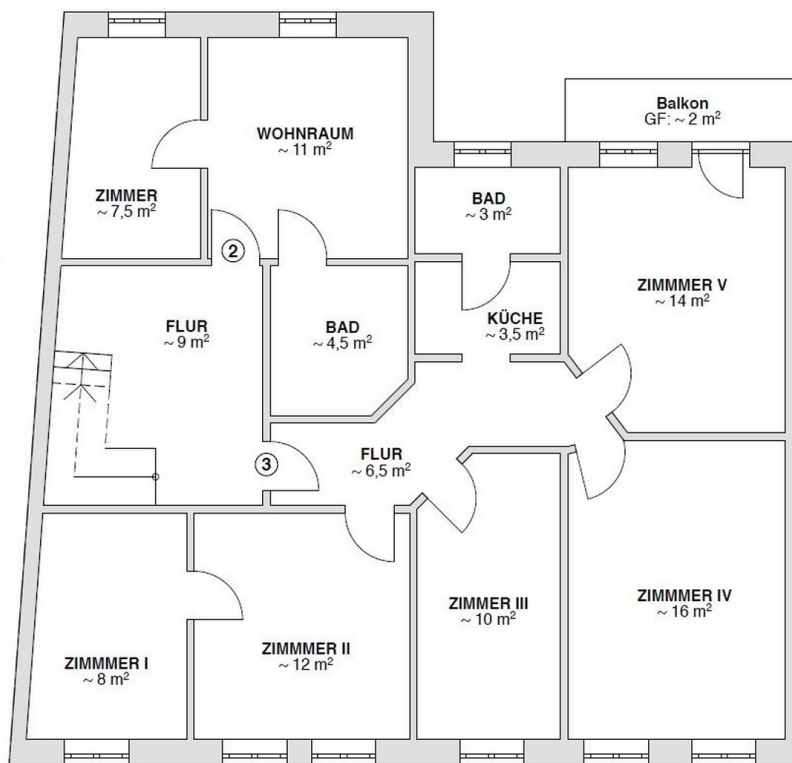 Balkon
GF: ~ 2 m²
WOHNRAUM
~ 11 m²
ZIMMER
~ 7,5 m²
BAD
~ 3 m²
2
ZIMMMER V
~ 14 m²
KÜCHE
~ 3,5 m²
FLUR
~ 9 m²
BAD
~ 4,5 m²
3
FLUR
~ 6,5 m²
ZIMMER III
~ 10 m²
ZIMMMER IV
~ 16 m²
ZIMMMER I
~ 8 m²
ZIMMMER II
~ 12 m²